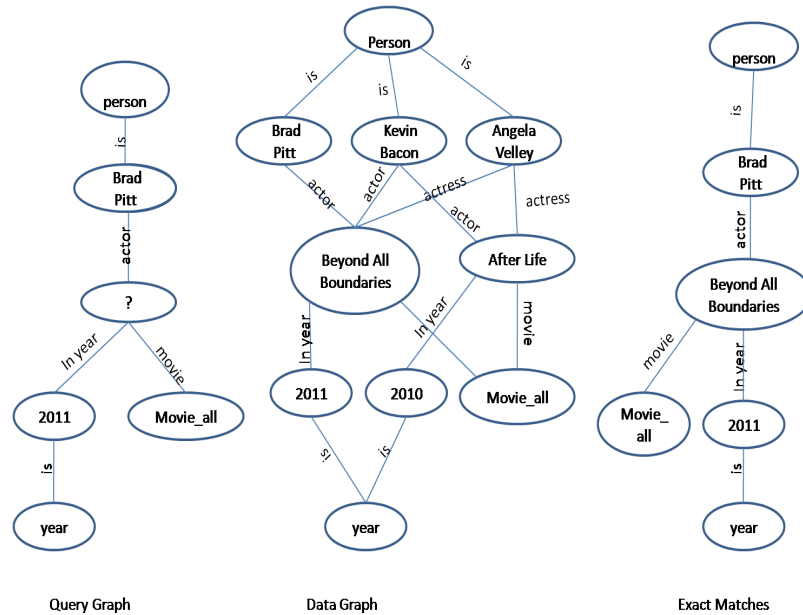 person
is
Brad
Pitt
actor
?
In year
movie
2011
Movie_all
is
year
Query Graph
Person
is
is
is
Brad
Pitt
Kevin
Bacon
Angela
Velley
actor
actor
actress
actor
actress
Beyond All
Boundaries
After Life
In year
In year
movie
2011
2010
Movie_all
is
is
year
Data Graph
person
is
Brad
Pitt
actor
Beyond All
Boundaries
movie
In year
Movie_
all
2011
is
year
Exact Matches